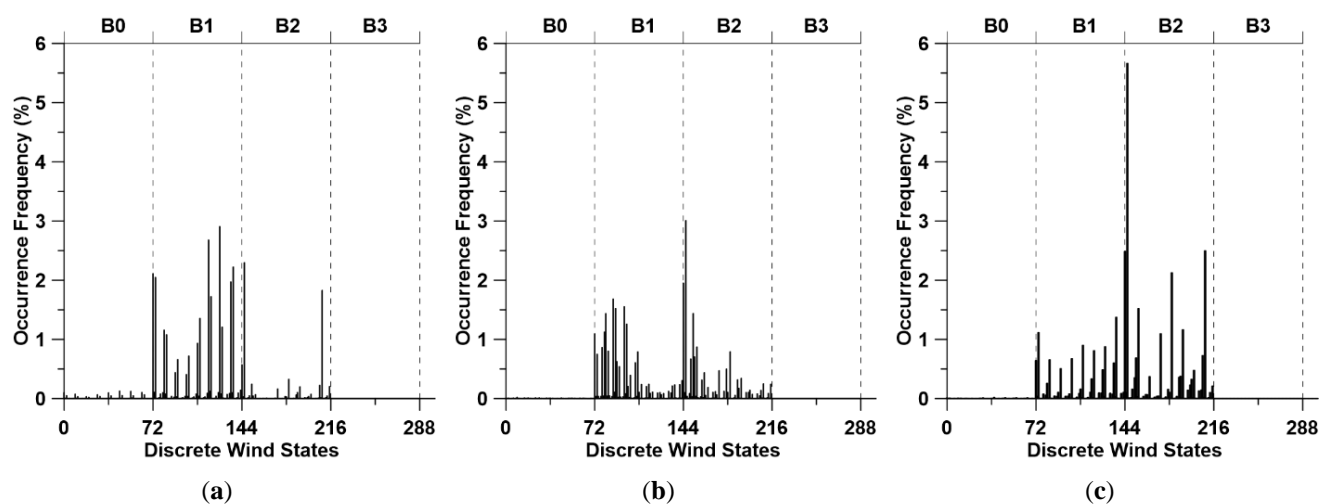 B0 B1 B2 B3
6
5
4
3
2
1
0
Occurrence Frequency (%)
0 72 144 216 288
Discrete Wind States
(a)
B0 B1 B2 B3
6
5
4
3
2
1
0
Occurrence Frequency (%)
0 72 144 216 288
Discrete Wind States
(b)
B0 B1 B2 B3
6
5
4
3
2
1
0
Occurrence Frequency (%)
0 72 144 216 288
Discrete Wind States
(c)